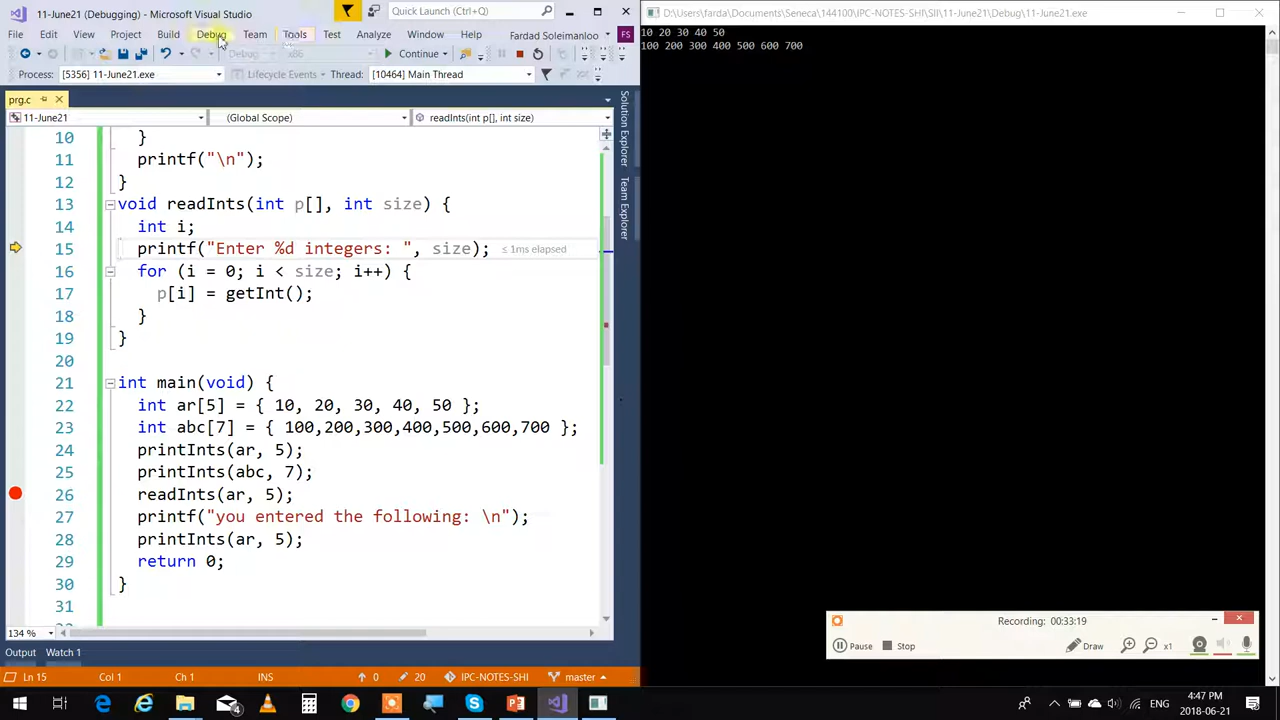 11-June21 (Debugging) - Microsoft Visual Studio
Quick Launch (Ctrl+Q)
File Edit View Project Build Debug Team Tools Test Analyze Window Help
Fardad Soleimanloo FS
Debug x86 Continue
Process: [5356] 11-June21.exe Lifecycle Events Thread: [10464] Main Thread
prg.c
11-June21 (Global Scope) readInts(int p[], int size)
10 }
11 printf("\n");
12 }
13 void readInts(int p[], int size) {
14 int i;
15 printf("Enter %d integers: ", size); ≤ 1ms elapsed
16 for (i = 0; i < size; i++) {
17 p[i] = getInt();
18 }
19 }
20
21 int main(void) {
22 int ar[5] = { 10, 20, 30, 40, 50 };
23 int abc[7] = { 100,200,300,400,500,600,700 };
24 printInts(ar, 5);
25 printInts(abc, 7);
26 readInts(ar, 5);
27 printf("you entered the following: \n");
28 printInts(ar, 5);
29 return 0;
30 }
31
134 %
Output Watch 1
Ln 15 Col 1 Ch 1 INS 0 20 IPC-NOTES-SHI master
Solution Explorer
Team Explorer
D:\Users\farda\Documents\Seneca\144100\IPC-NOTES-SHI\SII\11-June21\Debug\11-June21.exe
10 20 30 40 50
100 200 300 400 500 600 700
Recording: 00:33:19
Pause Stop Draw x1
ENG
4:47 PM
2018-06-21